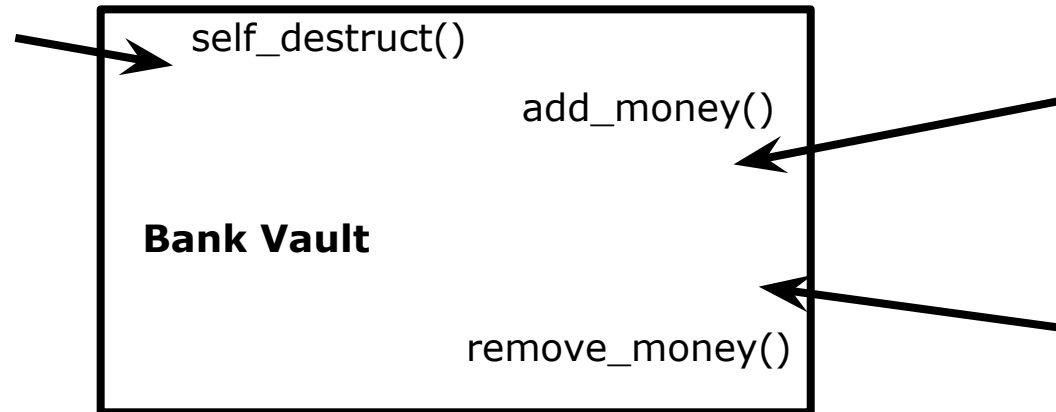 self_destruct()
add_money()
Bank Vault
remove_money()